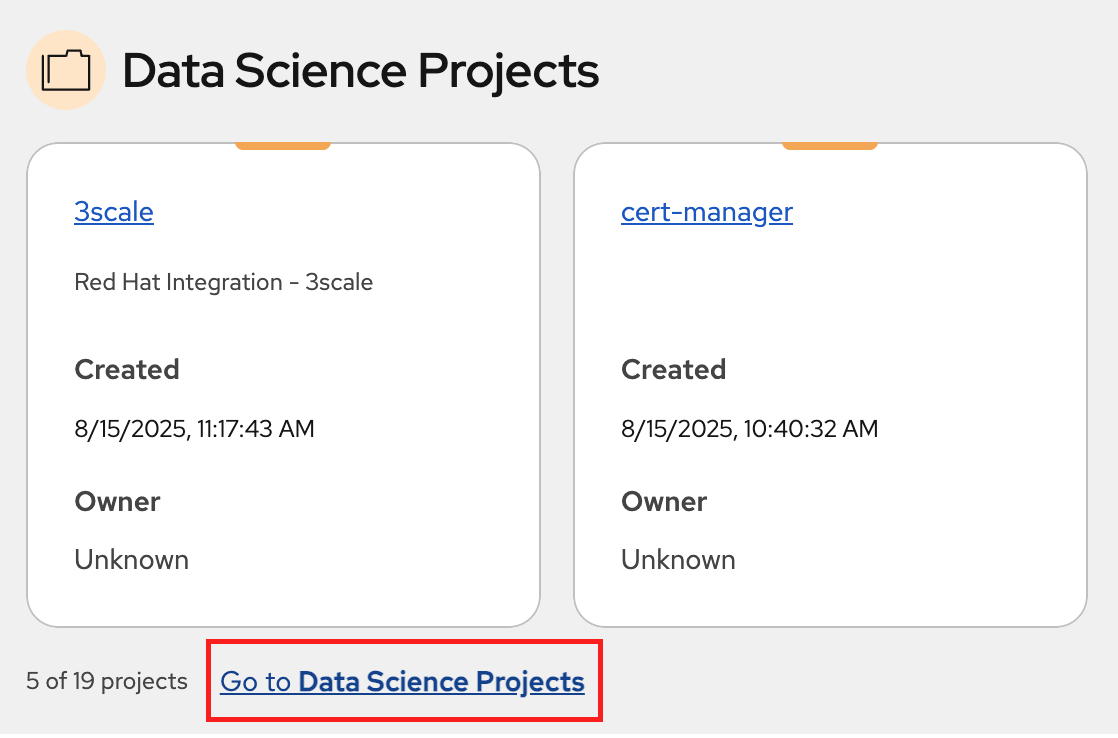 Data Science Projects
3scale
Red Hat Integration - 3scale
Created
8/15/2025, 11:17:43 AM
Owner
Unknown
cert-manager
Created
8/15/2025, 10:40:32 AM
Owner
Unknown
5 of 19 projects
Go to Data Science Projects